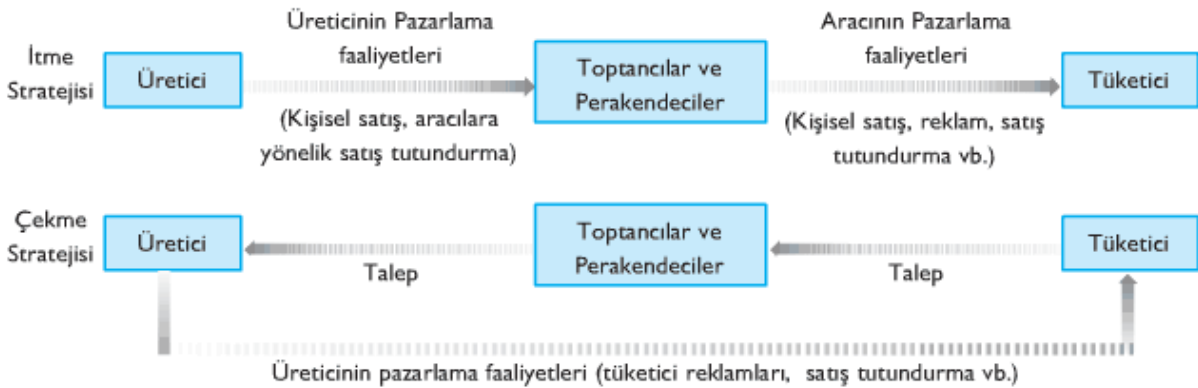 Üreticinin Pazarlama
faaliyetleri
Aracının Pazarlama
faaliyetleri
İtme
Stratejisi
Üretici
Toptancılar ve
Perakendeciler
Tüketici
(Kişisel satış, aracılara
yönelik satış tutundurma)
(Kişisel satış, reklam, satış
tutundurma vb.)
Çekme
Stratejisi
Üretici
Toptancılar ve
Perakendeciler
Tüketici
Talep
Talep
Üreticinin pazarlama faaliyetleri (tüketici reklamları, satış tutundurma vb.)